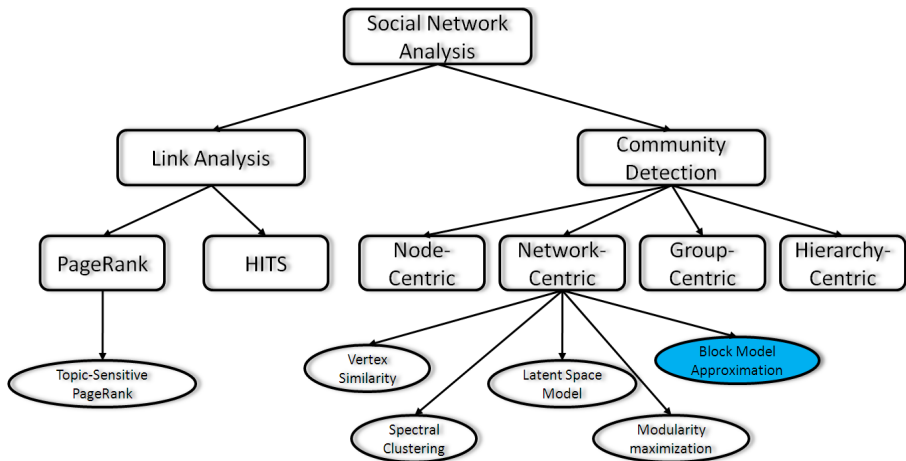 Social Network
Analysis
Link Analysis
Community
Detection
PageRank
HITS
Node-
Centric
Network-
Centric
Group-
Centric
Hierarchy-
Centric
Topic-Sensitive
PageRank
Vertex
Similarity
Latent Space
Model
Block Model
Approximation
Spectral
Clustering
Modularity
maximization